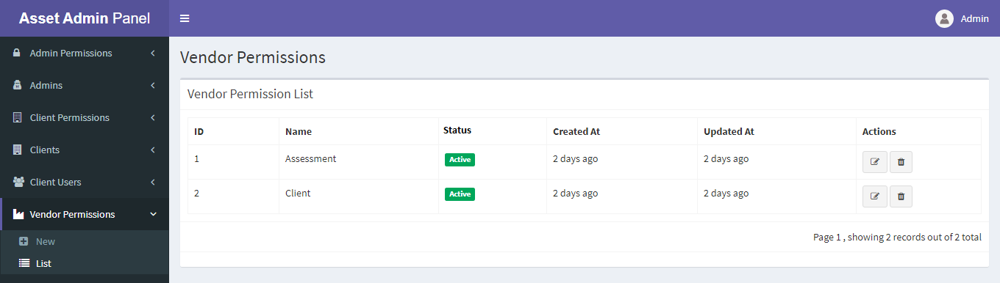 Asset Admin Panel
Admin
Admin Permissions
Admins
Client Permissions
Clients
Client Users
Vendor Permissions
New
List
Vendor Permissions
Vendor Permission List
ID Name Status Created At Updated At Actions
1 Assessment Active 2 days ago 2 days ago
2 Client Active 2 days ago 2 days ago
Page 1 , showing 2 records out of 2 total